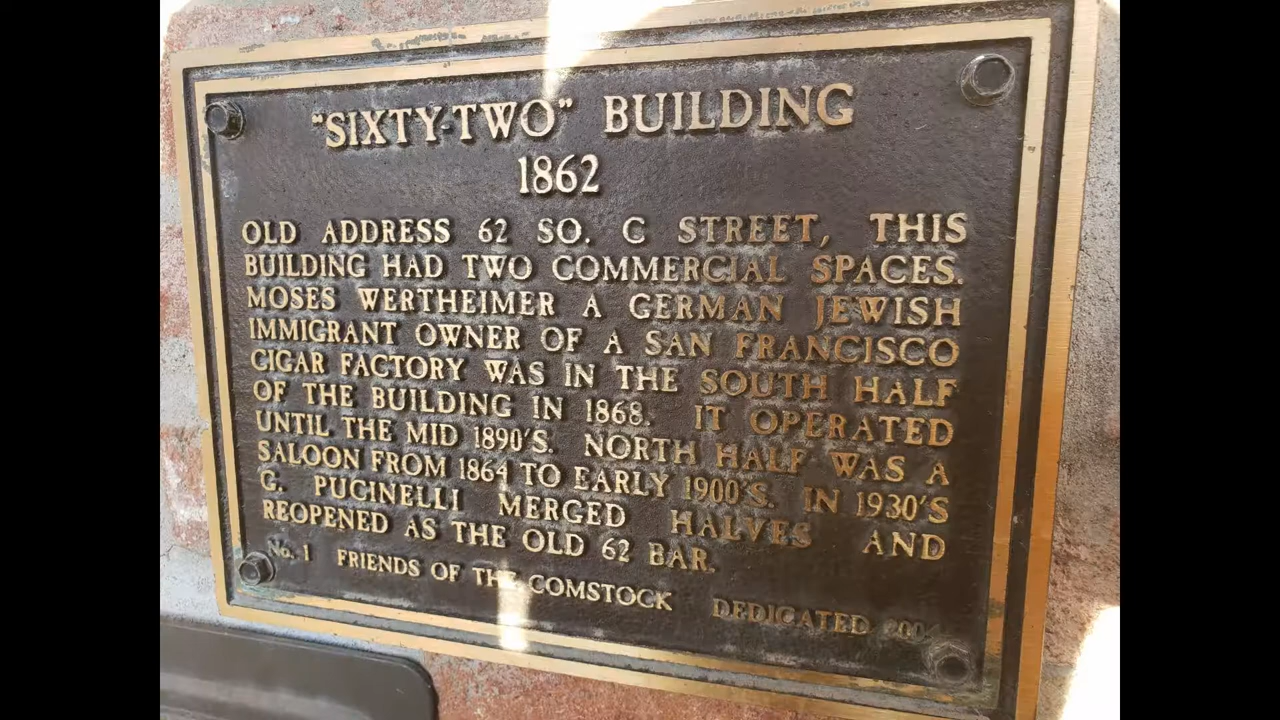 "SIXTY-TWO" BUILDING
1862
OLD ADDRESS 62 SO. C STREET, THIS
BUILDING HAD TWO COMMERCIAL SPACES.
MOSES WERTHEIMER A GERMAN JEWISH
IMMIGRANT OWNER OF A SAN FRANCISCO
CIGAR FACTORY WAS IN THE SOUTH HALF
OF THE BUILDING IN 1868. IT OPERATED
UNTIL THE MID 1890'S. NORTH HALF WAS A
SALOON FROM 1864 TO EARLY 1900'S. IN 1930'S
G. PUCINELLI MERGED HALVES AND
REOPENED AS THE OLD 62 BAR.
No. 1 FRIENDS OF THE COMSTOCK DEDICATED